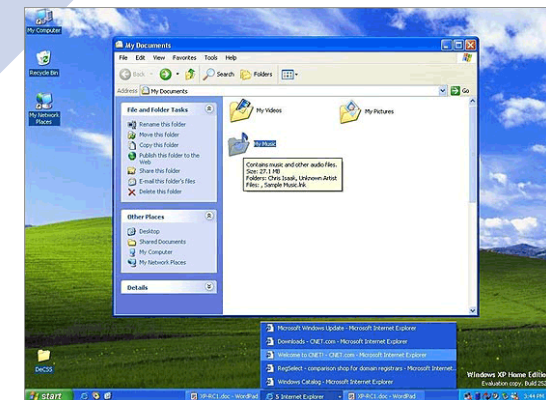 My Computer
Recycle Bin
My Network
Places
DeCSS
My Documents
File Edit View Favorites Tools Help
Back Search Folders
Address My Documents Go
File and Folder Tasks
Rename this folder
Move this folder
Copy this folder
Publish this folder to the
Web
Share this folder
E-mail this folder's files
Delete this folder
Other Places
Desktop
Shared Documents
My Computer
My Network Places
Details
My Videos
My Pictures
My Music
Contains music and other audio files.
Size: 27.1 MB
Folders: Chris Isaak, Unknown Artist
Files: , Sample Music.lnk
Microsoft Windows Update - Microsoft Internet Explorer
Downloads - CNET.com - Microsoft Internet Explorer
Welcome to CNET! - CNET.com - Microsoft Internet Explorer
RegSelect - comparison shop for domain registrars - Microsoft Internet...
Windows Catalog - Microsoft Internet Explorer
Windows XP Home Editio
Evaluation copy. Build 252
start XP-RC1.doc - WordPad 5 Internet Explorer XP-RC1.doc - WordPad 3:44 PM